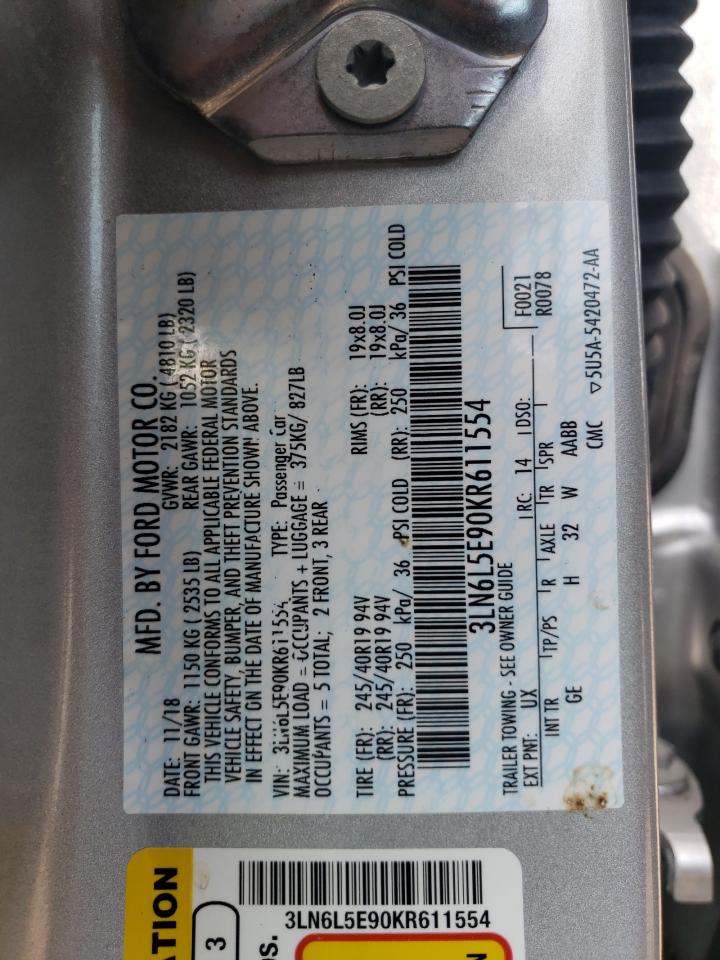 MFD. BY FORD MOTOR CO.
DATE: 11/18 GVWR: 2182 KG ( 4810 LB)
FRONT GAWR: 1150 KG ( 2535 LB) REAR GAWR: 1052 KG ( 2320 LB)
THIS VEHICLE CONFORMS TO ALL APPLICABLE FEDERAL MOTOR
VEHICLE SAFETY, BUMPER, AND THEFT PREVENTION STANDARDS
IN EFFECT ON THE DATE OF MANUFACTURE SHOWN ABOVE.
VIN: 3LN6L5E90KR611554 TYPE: Passenger Car
MAXIMUM LOAD = OCCUPANTS + LUGGAGE = 375KG/ 827LB
OCCUPANTS = 5 TOTAL; 2 FRONT, 3 REAR
TIRE (FR): 245/40R19 94V RIMS (FR): 19x8.0J
(RR): 245/40R19 94V (RR): 19x8.0J
PRESSURE (FR): 250 kPa/ 36 PSI COLD (RR): 250 kPa/ 36 PSI COLD
3LN6L5E90KR611554
TRAILER TOWING - SEE OWNER GUIDE
EXT PNT: UX RC: 14 DSO: F0021
R0078
INT TR TP/PS R AXLE TR SPR
GE H 32 W AABB
CMC ▽5U5A-5420472-AA
3LN6L5E90KR611554
3